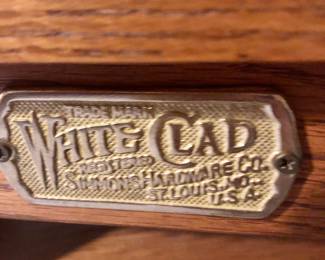 TRADE MARK
WHITE CLAD
REGISTERED
SIMMONS HARDWARE CO.
ST. LOUIS, MO.
U.S.A.